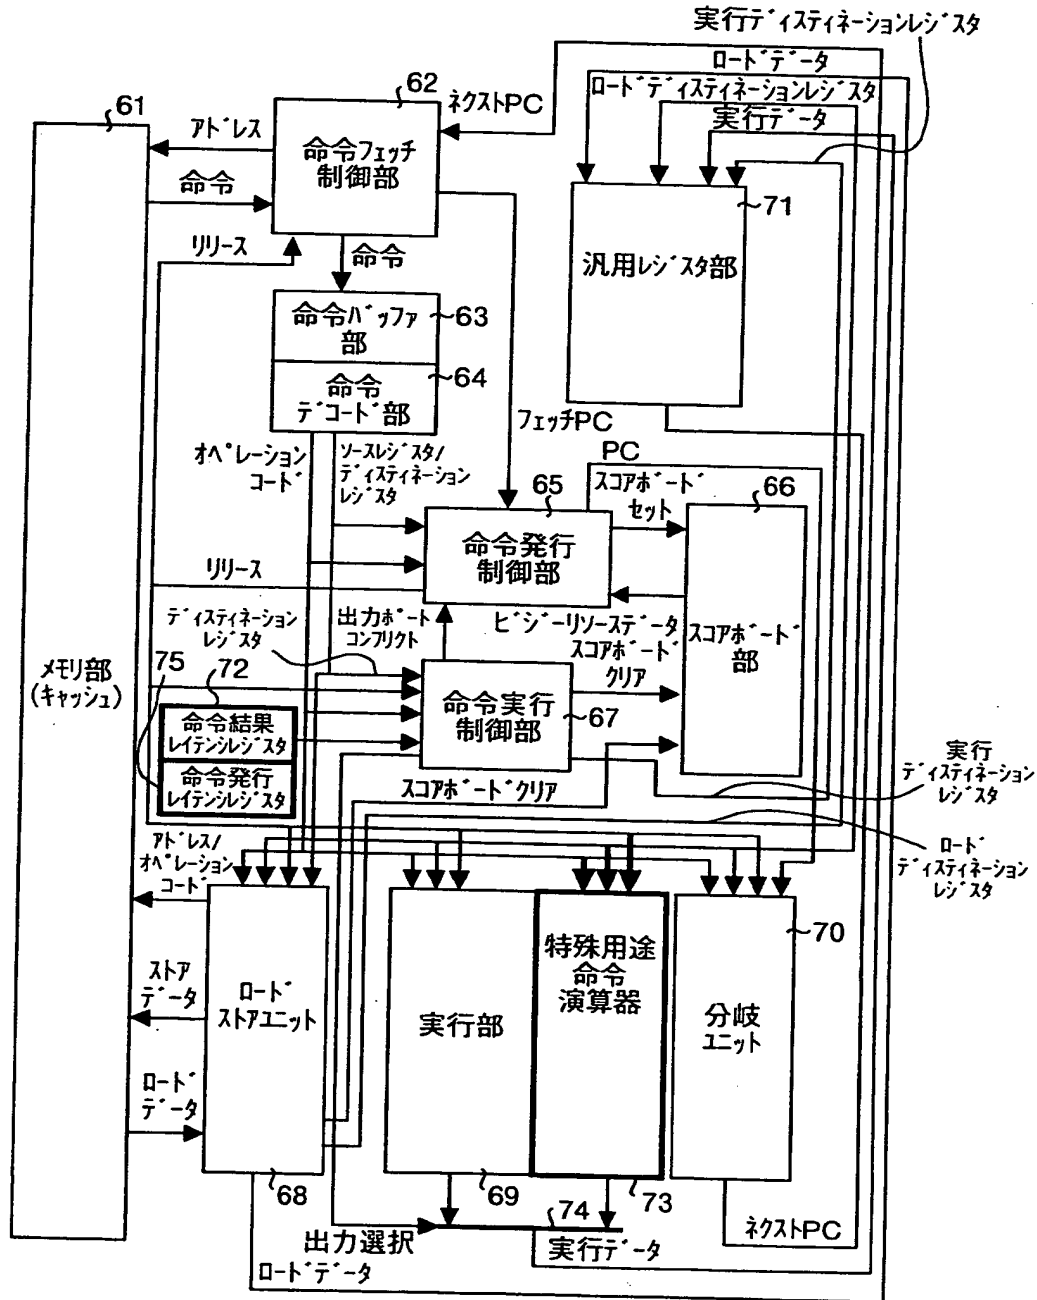 実行ディスティネーションレジスタ
61
62
ネクストPC
ロードデータ
ロードディスティネーションレジスタ
実行データ
アドレス
命令フェッチ
制御部
命令
71
汎用レジスタ部
リリース
命令
命令バッファ
部
63
命令
デコード部
64
フェッチPC
オペレーション
コード
ソースレジスタ/
ディスティネーション
レジスタ
65
PC
スコアボード
セット
66
命令発行
制御部
リリース
ビジーリソースデータ
スコアボード
部
ディスティネーション
レジスタ
出力ポート
コンフリクト
スコアボード
クリア
メモリ部
(キャッシュ)
75
72
命令結果
レイテンシレジスタ
命令発行
レイテンシレジスタ
命令実行
制御部
67
スコアボードクリア
実行
ディスティネーション
レジスタ
ロード
ディスティネーション
レジスタ
アドレス/
オペレーション
コード
ストア
データ
ロード
データ
ロード
ストアユニット
実行部
特殊用途
命令
演算器
70
分岐
ユニット
68
69
73
74
出力選択
実行データ
ネクストPC
ロードデータ